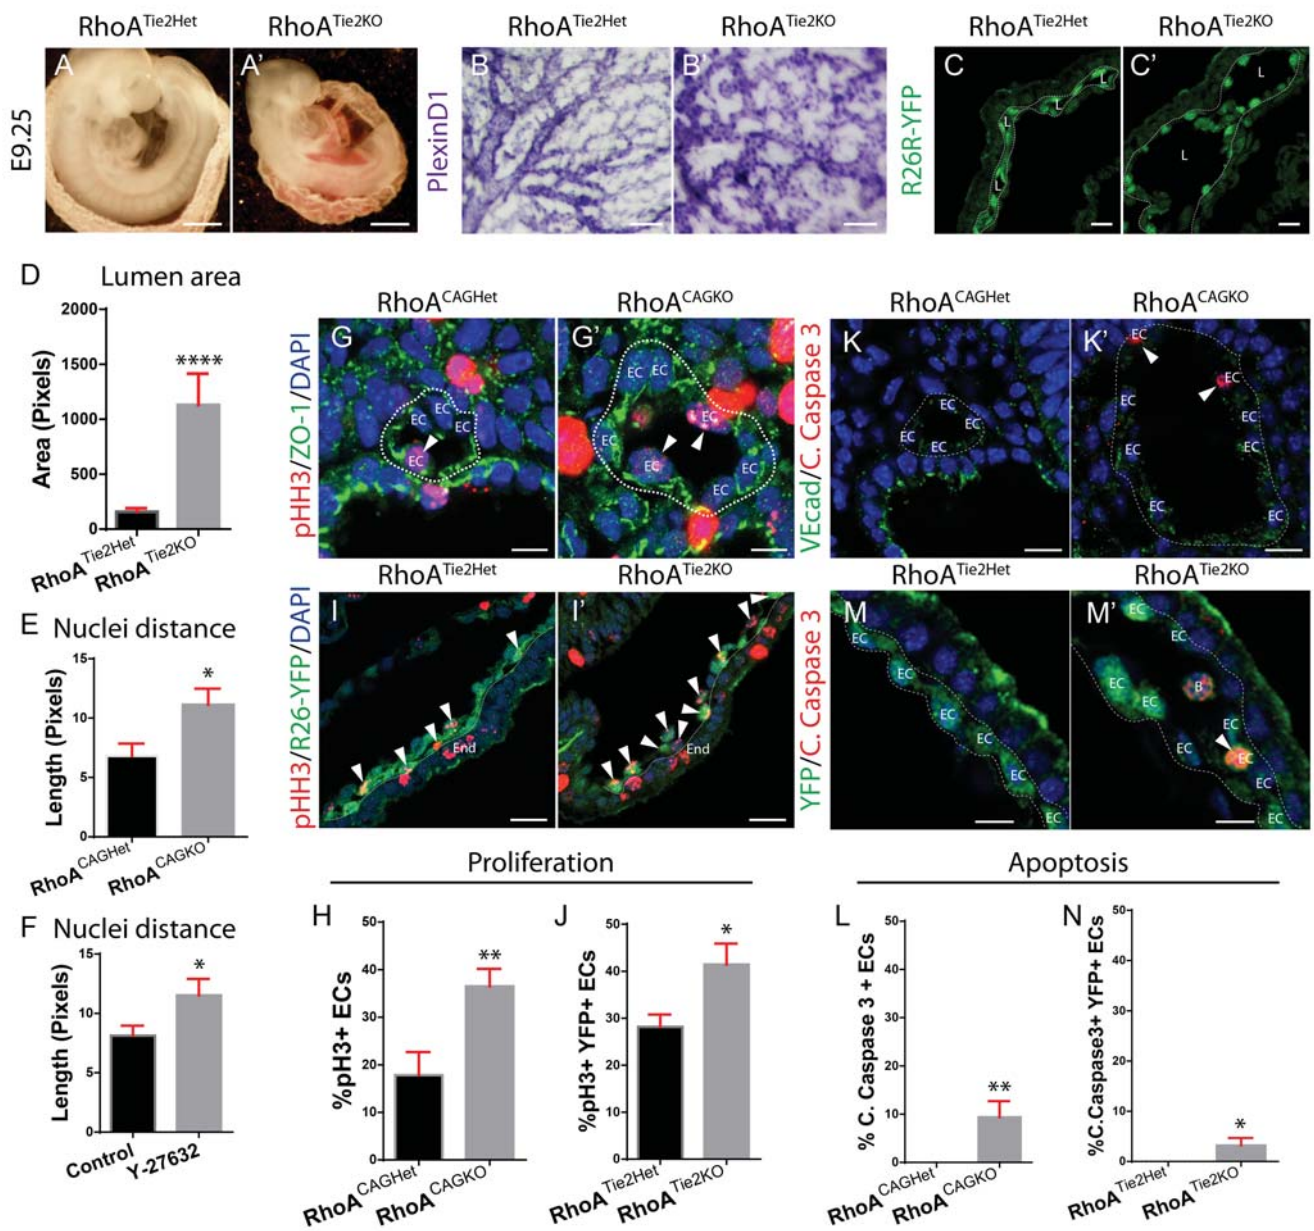 RhoA^Tie2Het RhoA^Tie2KO RhoA^Tie2Het RhoA^Tie2KO RhoA^Tie2Het RhoA^Tie2KO
E9.25 A A' PlexinD1 B B' R26R-YFP C C'
L L L L L L
D Lumen area
Area (Pixels)
2000
1500
1000
500
0
****
RhoA^Tie2Het RhoA^Tie2KO
RhoA^CAGHet RhoA^CAGKO RhoA^CAGHet RhoA^CAGKO
pHH3/ZO-1/DAPI G G' VEcad/C. Caspase 3 K K'
EC EC EC EC
EC EC EC EC EC EC EC
EC EC EC EC
EC EC EC EC EC EC EC EC
E Nuclei distance
Length (Pixels)
15
10
5
0
*
RhoA^CAGHet RhoA^CAGKO
RhoA^Tie2Het RhoA^Tie2KO RhoA^Tie2Het RhoA^Tie2KO
pHH3/R26-YFP/DAPI I I' YFP/C. Caspase 3 M M'
End End
EC EC EC EC EC EC
EC EC EC B EC EC EC EC EC EC
F Nuclei distance
Length (Pixels)
15
10
5
0
*
Control Y-27632
Proliferation
H
%pH3+ ECs
50
40
30
20
10
0
**
RhoA^CAGHet RhoA^CAGKO
J
%pH3+ YFP+ ECs
50
40
30
20
10
0
*
RhoA^Tie2Het RhoA^Tie2KO
Apoptosis
L
% C. Caspase 3 + ECs
50
40
30
20
10
0
**
RhoA^CAGHet RhoA^CAGKO
N
%C.Caspase3+ YFP+ ECs
50
40
30
20
10
0
*
RhoA^Tie2Het RhoA^Tie2KO